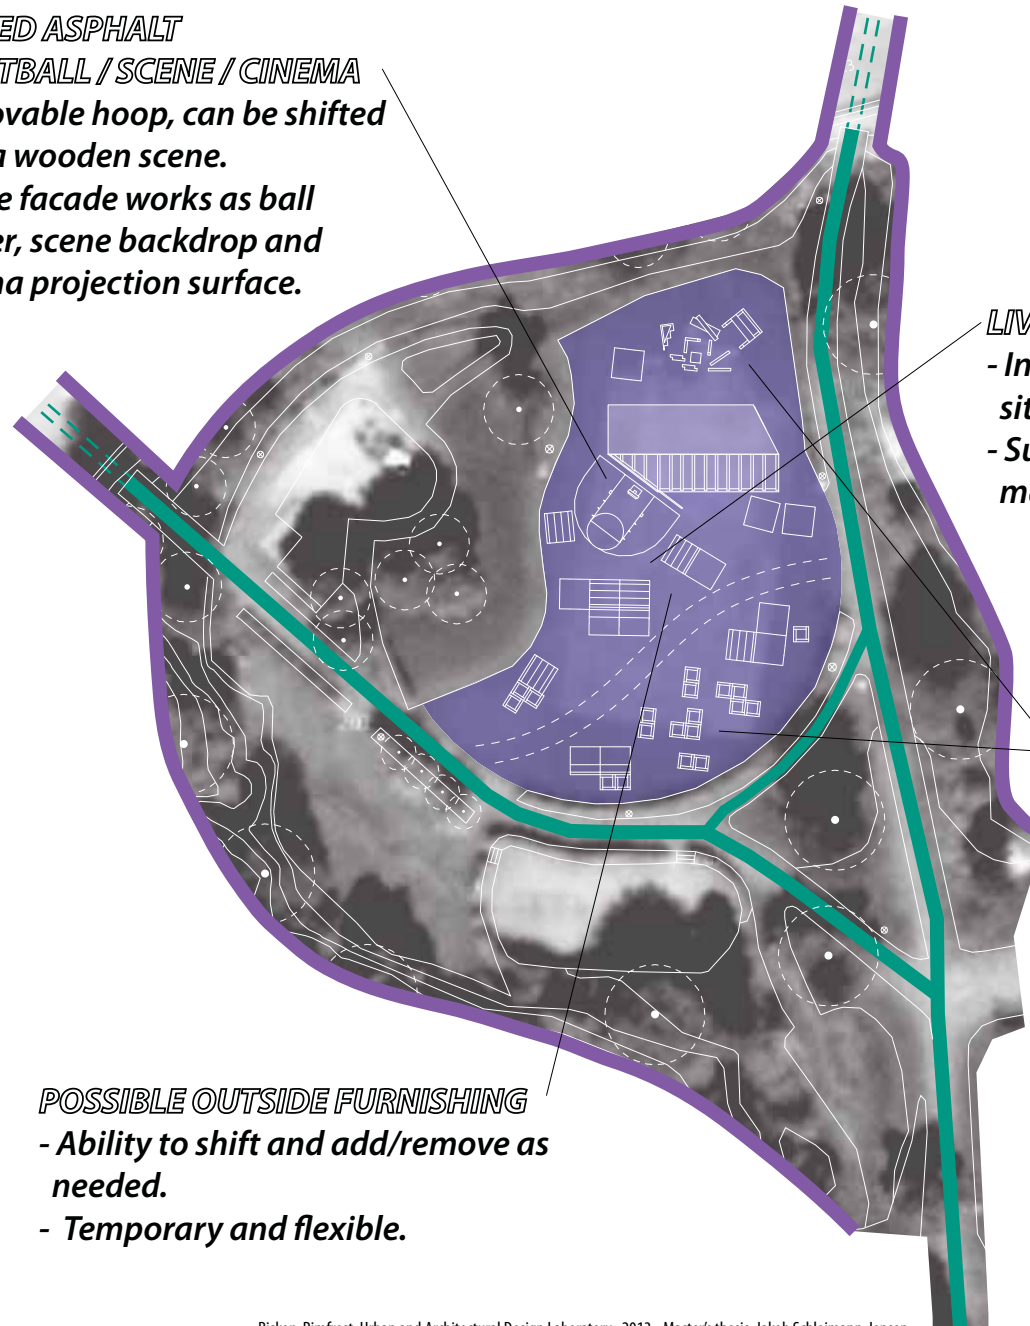 ED ASPHALT
TBALL / SCENE / CINEMA
ovable hoop, can be shifted
a wooden scene.
e facade works as ball
er, scene backdrop and
na projection surface.
LIV
- In
sit
- Su
mo
POSSIBLE OUTSIDE FURNISHING
- Ability to shift and add/remove as
needed.
- Temporary and flexible.